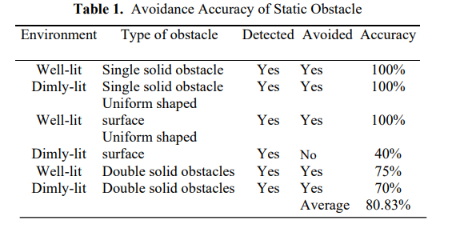 Table 1. Avoidance Accuracy of Static Obstacle
Environment Type of obstacle Detected Avoided Accuracy
Well-lit Single solid obstacle Yes Yes 100%
Dimly-lit Single solid obstacle Yes Yes 100%
Uniform shaped
Well-lit surface Yes Yes 100%
Uniform shaped
Dimly-lit surface Yes No 40%
Well-lit Double solid obstacles Yes Yes 75%
Dimly-lit Double solid obstacles Yes Yes 70%
Average 80.83%